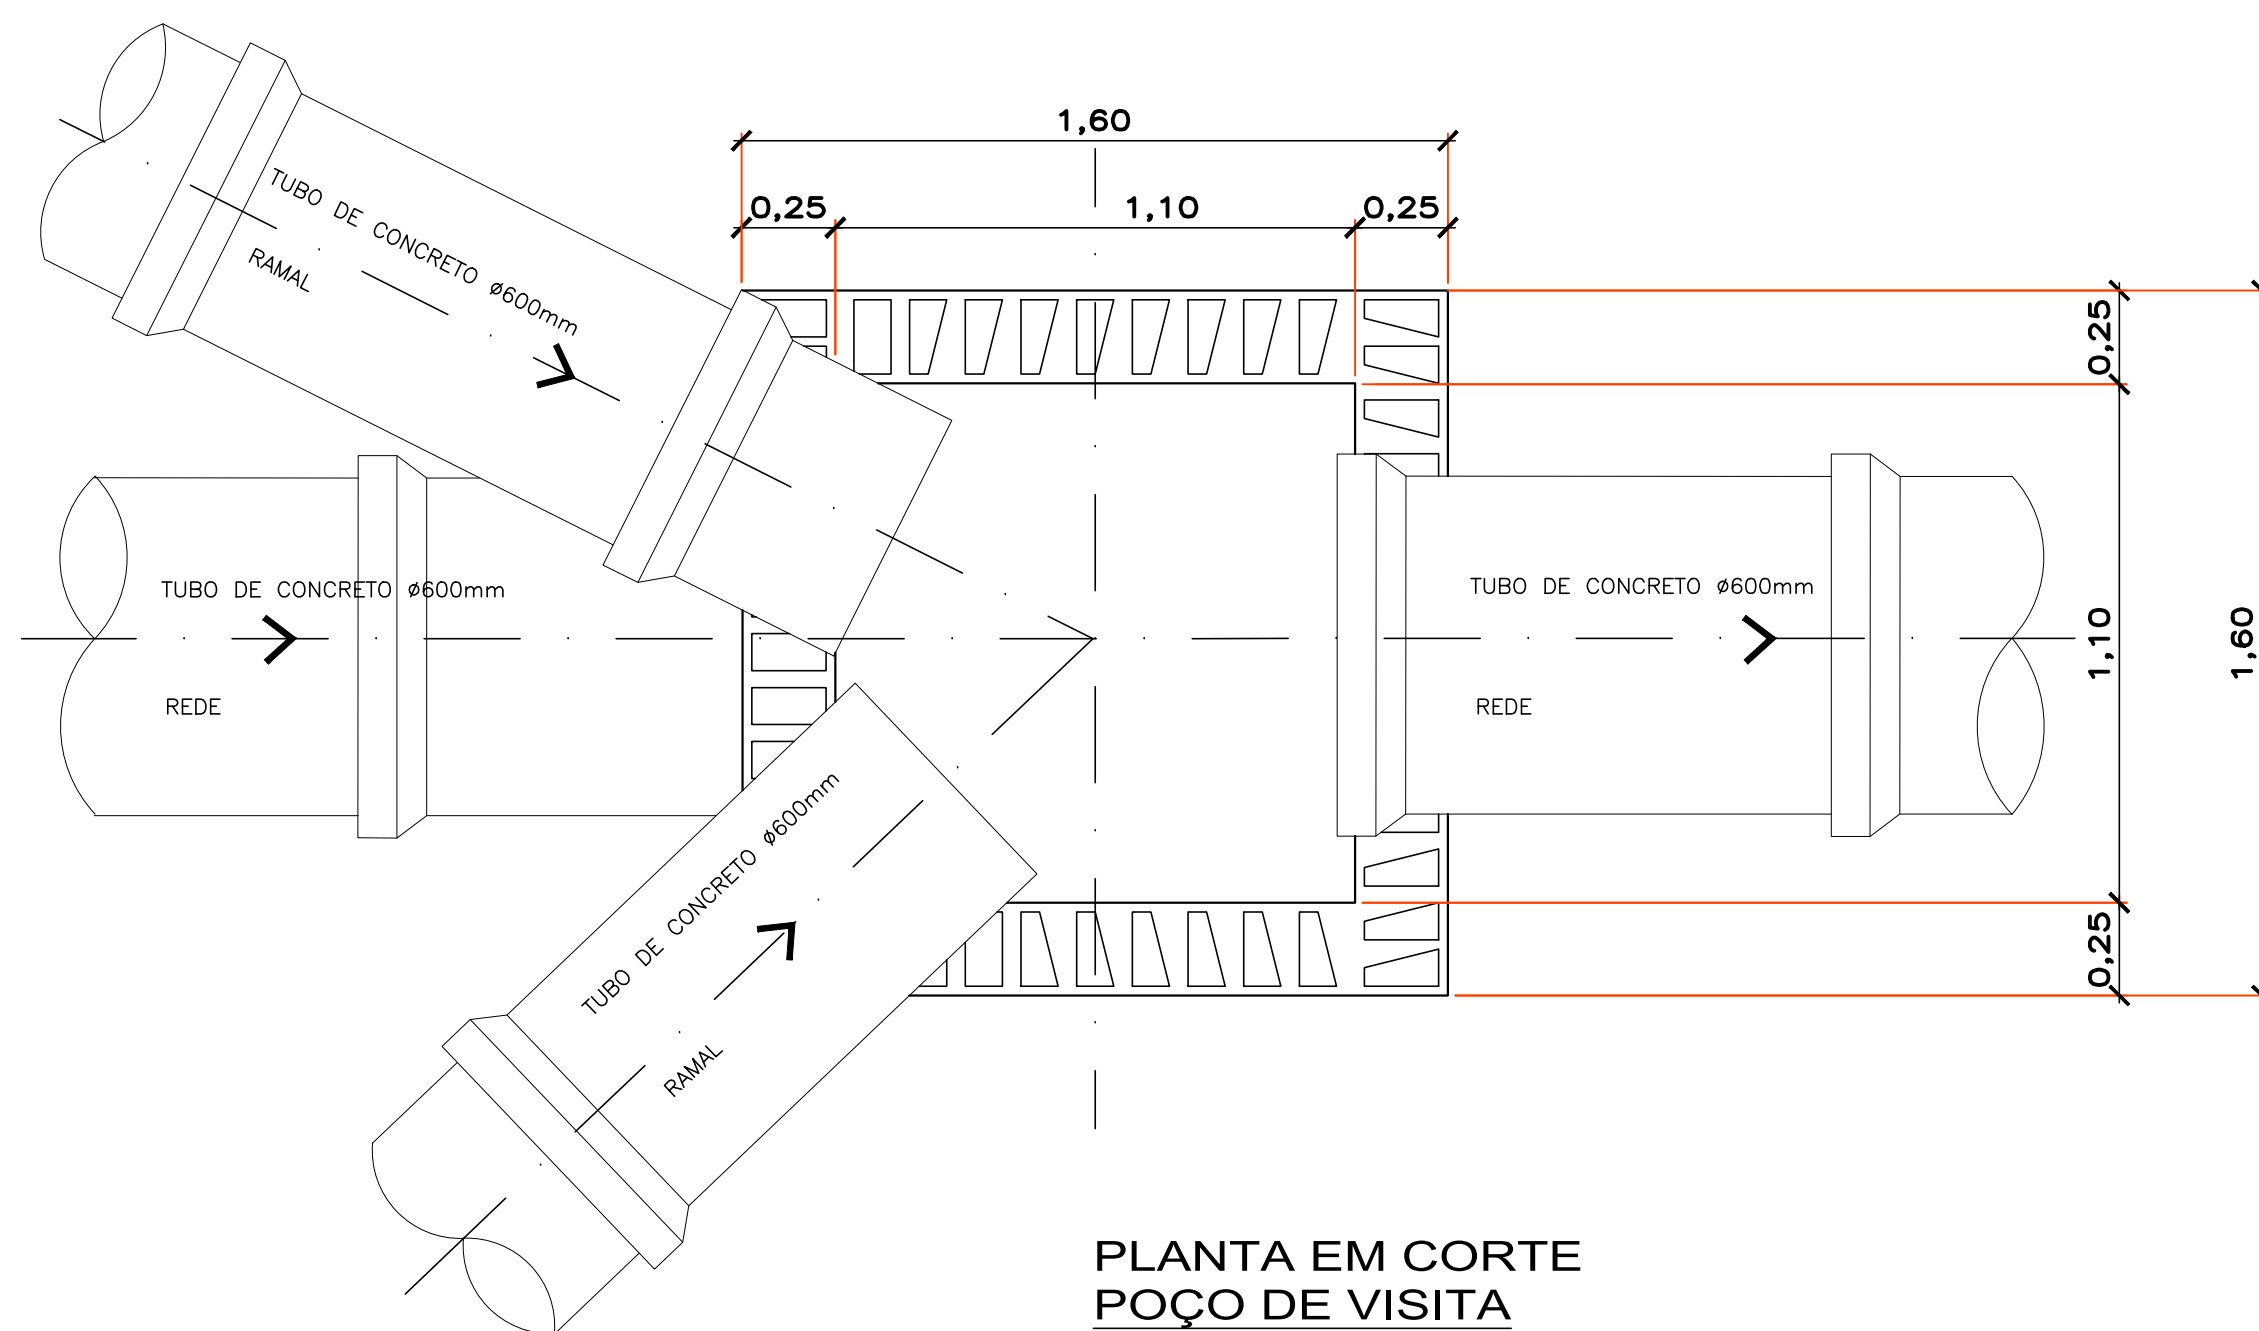 1,60
0,25
1,10
0,25
TUBO DE CONCRETO ø600mm
RAMAL
0,25
TUBO DE CONCRETO ø600mm
REDE
TUBO DE CONCRETO ø600mm
REDE
1,10
1,60
TUBO DE CONCRETO ø600mm
RAMAL
0,25
PLANTA EM CORTE
POÇO DE VISITA